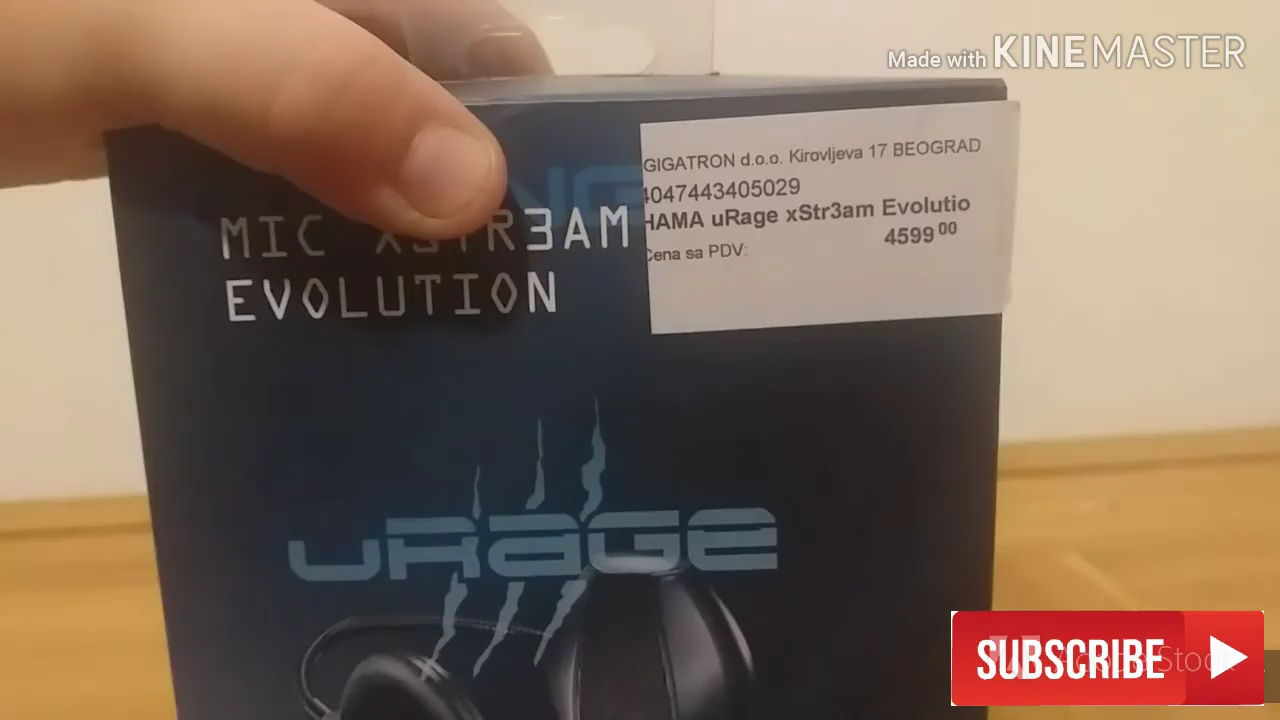 Made with KINEMASTER
GIGATRON d.o.o. Kirovljeva 17 BEOGRAD
4047443405029
HAMA uRage xStr3am Evolutio
4599 00
Cena sa PDV:
MIC XSTR3AM
EVOLUTION
uRAGE
SUBSCRIBE
Stock